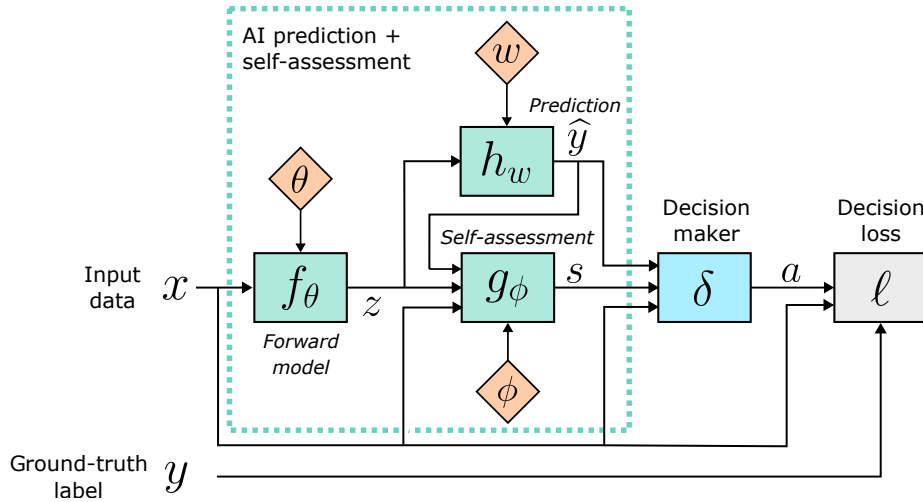 AI prediction +
self-assessment
w
Prediction
ŷ
h_w
θ
Self-assessment
Decision
maker
Decision
loss
Input
data
x
f_θ
z
g_ϕ
s
δ
a
ℓ
Forward
model
ϕ
Ground-truth
label
y